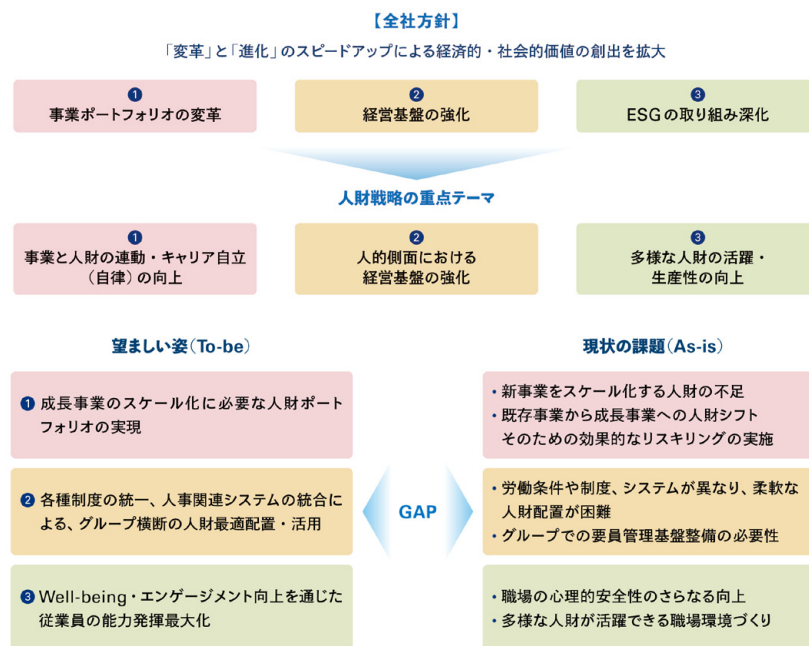 【全社方針】
「変革」と「進化」のスピードアップによる経済的・社会的価値の創出を拡大
❶
事業ポートフォリオの変革
❷
経営基盤の強化
❸
ESGの取り組み深化
人財戦略の重点テーマ
❶
事業と人財の連動・キャリア自立
（自律）の向上
❷
人的側面における
経営基盤の強化
❸
多様な人財の活躍・
生産性の向上
望ましい姿（To-be）
❶ 成長事業のスケール化に必要な人財ポート
フォリオの実現
❷ 各種制度の統一、人事関連システムの統合に
よる、グループ横断の人財最適配置・活用
❸ Well-being・エンゲージメント向上を通じた
従業員の能力発揮最大化
GAP
現状の課題（As-is）
・新事業をスケール化する人財の不足
・既存事業から成長事業への人財シフト
そのための効果的なリスキリングの実施
・労働条件や制度、システムが異なり、柔軟な
人財配置が困難
・グループでの要員管理基盤整備の必要性
・職場の心理的安全性のさらなる向上
・多様な人財が活躍できる職場環境づくり